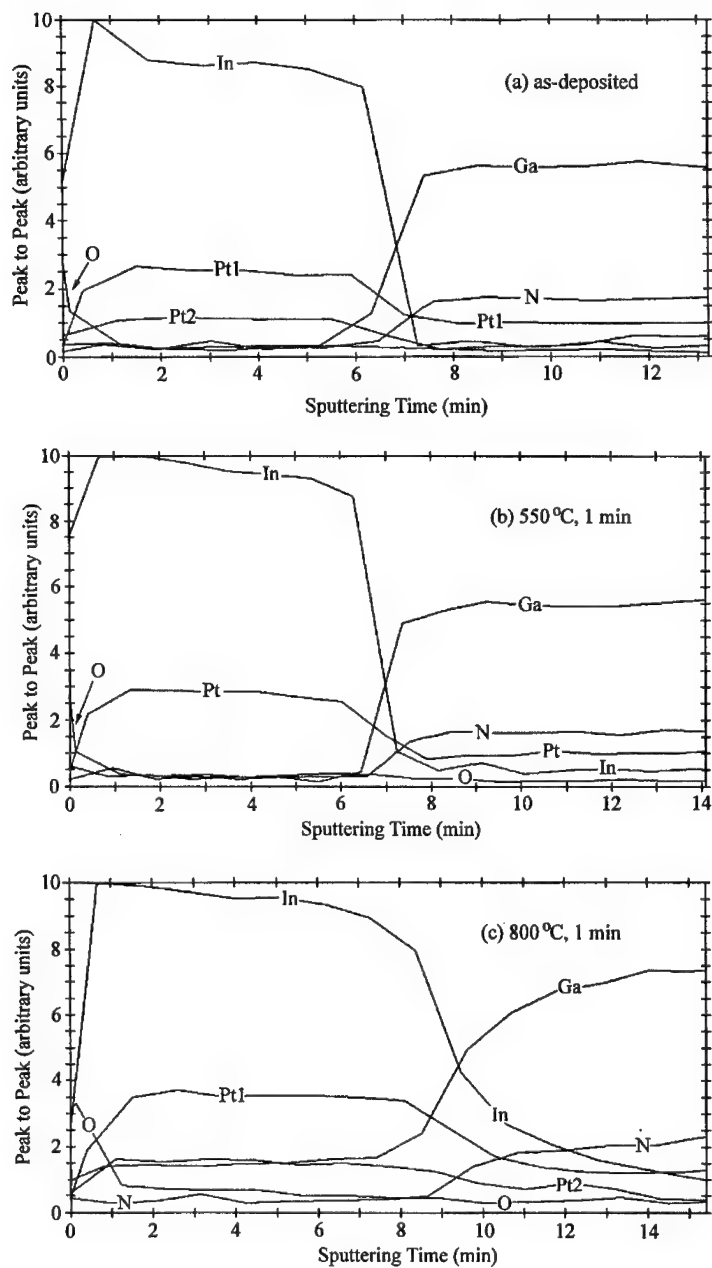 10
8
6
4
2
0
Peak to Peak (arbitrary units)
In
(a) as-deposited
Ga
O
Pt1
N
Pt2
Pt1
0 2 4 6 8 10 12
Sputtering Time (min)
10
8
6
4
2
0
Peak to Peak (arbitrary units)
In
(b) 550 °C, 1 min
Ga
O
Pt
N
Pt
In
O
0 2 4 6 8 10 12 14
Sputtering Time (min)
10
8
6
4
2
0
Peak to Peak (arbitrary units)
In
(c) 800 °C, 1 min
Ga
Pt1
O
In
N
Pt2
N
O
0 2 4 6 8 10 12 14
Sputtering Time (min)